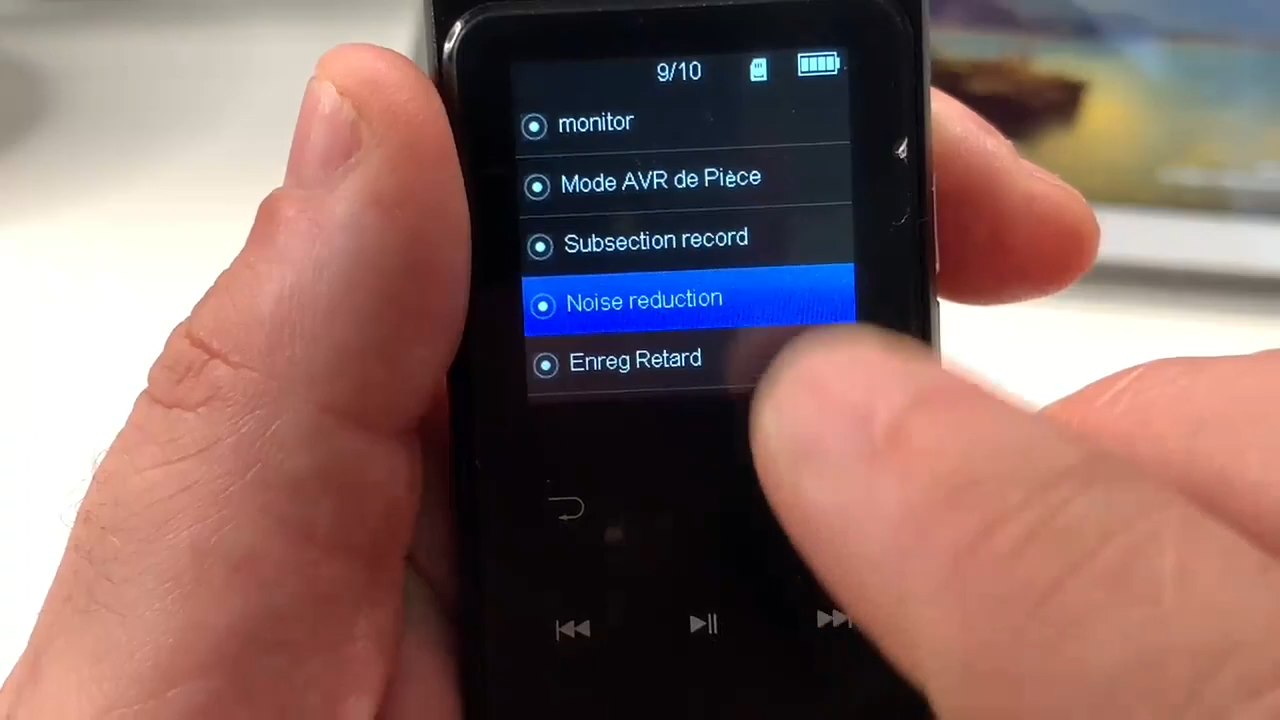 9/10
monitor
Mode AVR de Pièce
Subsection record
Noise reduction
Enreg Retard